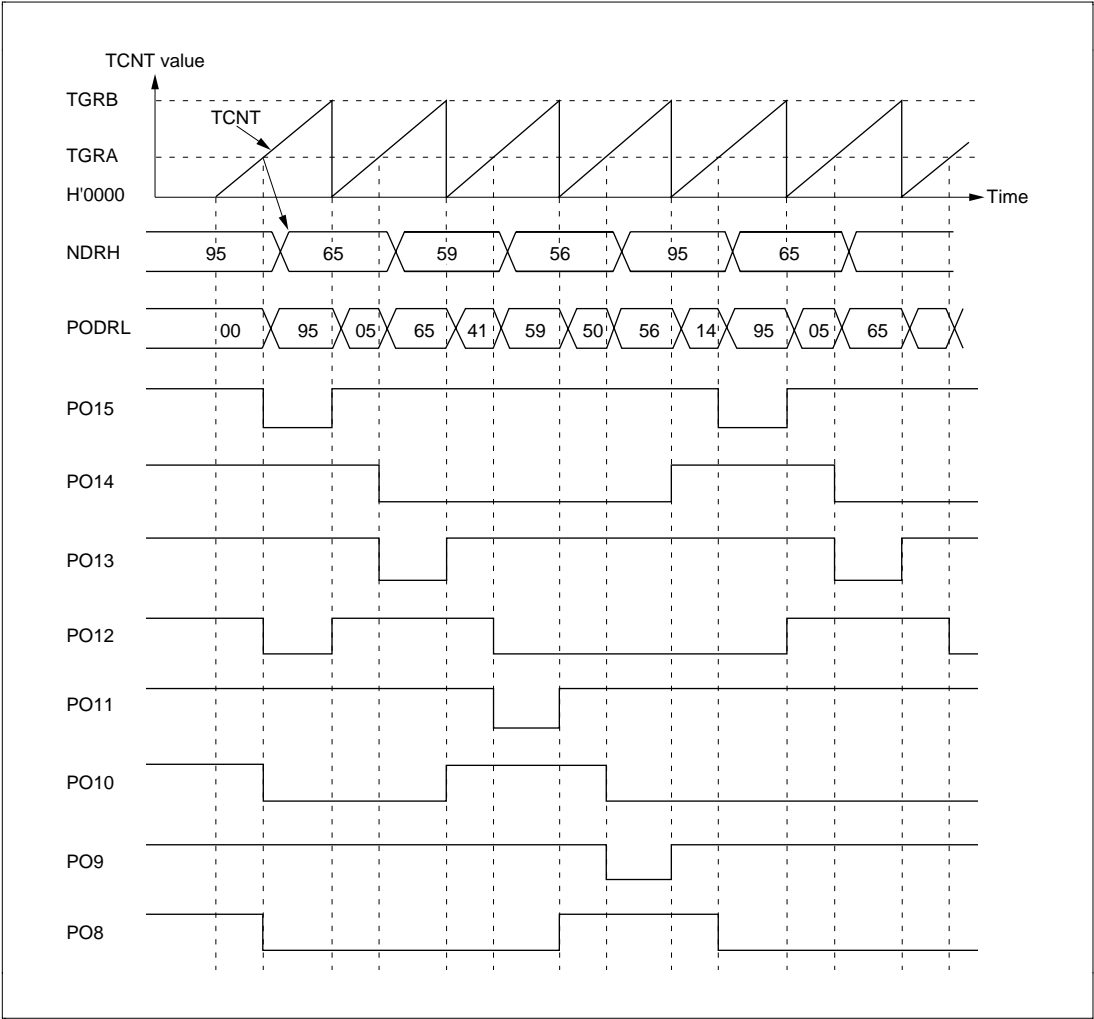 TCNT value
TGRB
TCNT
TGRA
H'0000
Time
NDRH 95 65 59 56 95 65
PODRL 00 95 05 65 41 59 50 56 14 95 05 65
PO15
PO14
PO13
PO12
PO11
PO10
PO9
PO8